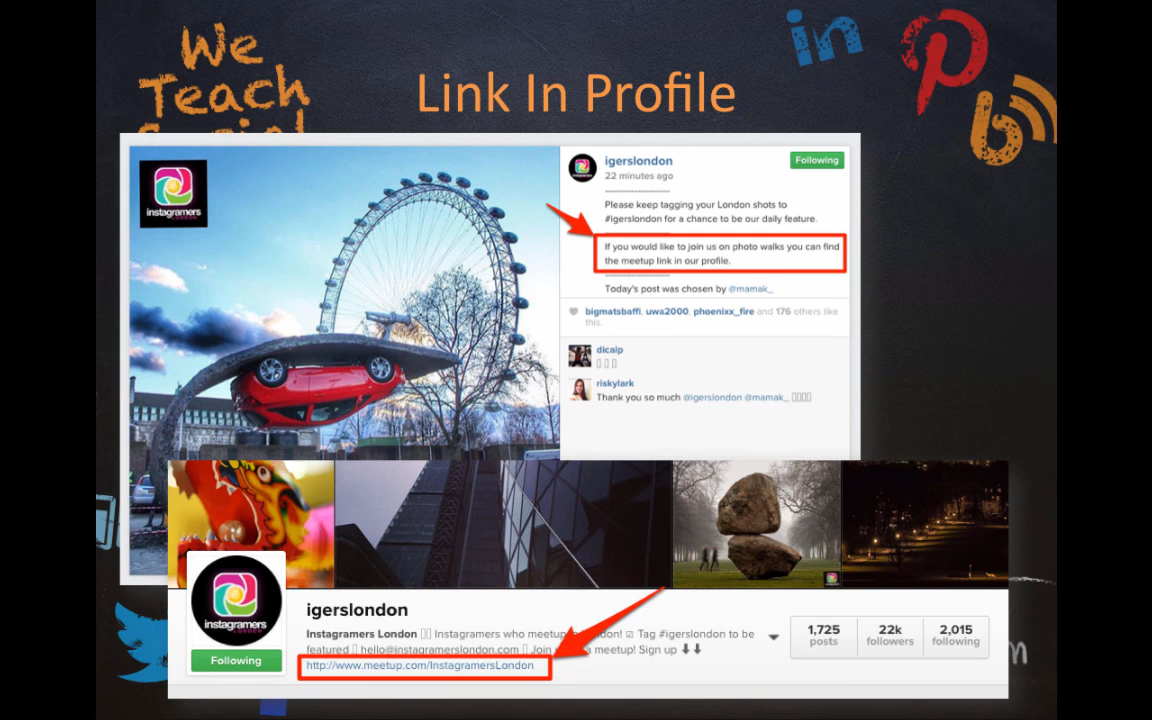 We
Teach
Social
Link In Profile
in
instagramers
LONDON
igerslondon
Following
22 minutes ago
--------------------
Please keep tagging your London shots to
#igerslondon for a chance to be our daily feature.
--------------------
If you would like to join us on photo walks you can find
the meetup link in our profile.
--------------------
Today's post was chosen by @mamak_
bigmatsbaffi, uwa2000, phoenixx_fire and 176 others like
this.
dicalp
riskylark
Thank you so much @igerslondon @mamak_
instagramers
LONDON
Following
igerslondon
Instagramers London Instagramers who meetup London! ☑ Tag #igerslondon to be
featured hello@instagramerslondon.com Join a meetup! Sign up ⬇⬇
http://www.meetup.com/InstagramersLondon
1,725
posts
22k
followers
2,015
following
m